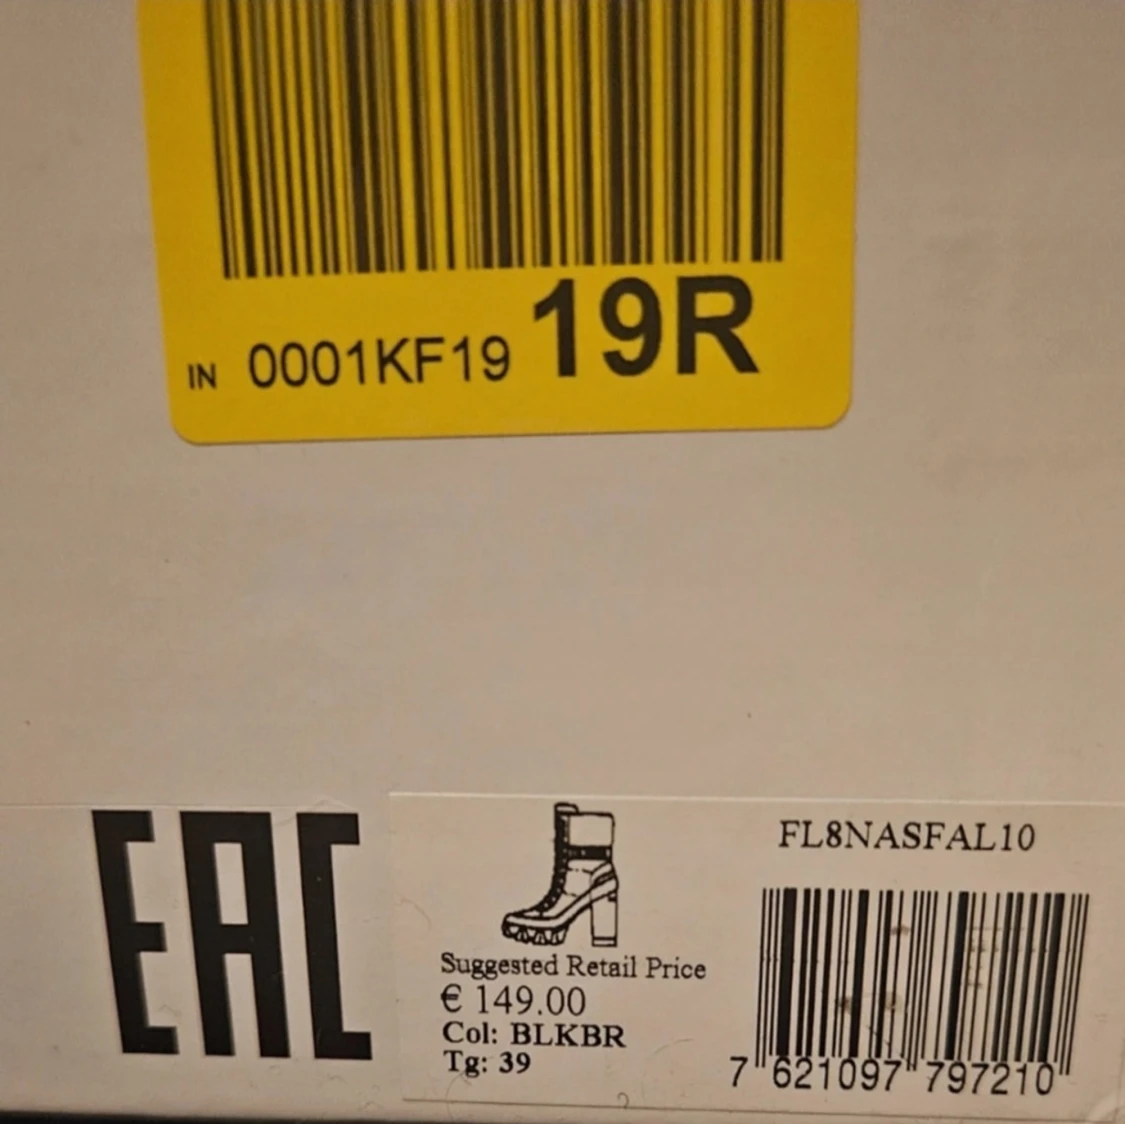 IN 0001KF19 19R
EAC
FL8NASFAL10
Suggested Retail Price
€ 149.00
Col: BLKBR
Tg: 39
7 621097 797210